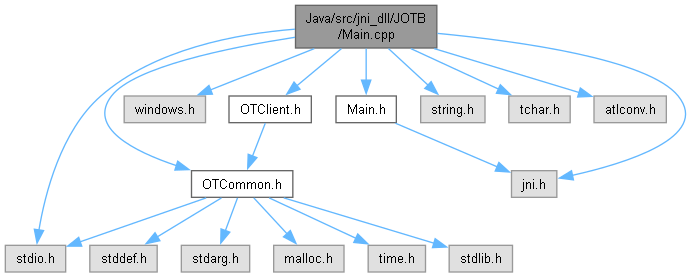 Java/src/jni_dll/JOTB
/Main.cpp
windows.h
OTClient.h
Main.h
string.h
tchar.h
atlconv.h
OTCommon.h
jni.h
stdio.h
stddef.h
stdarg.h
malloc.h
time.h
stdlib.h